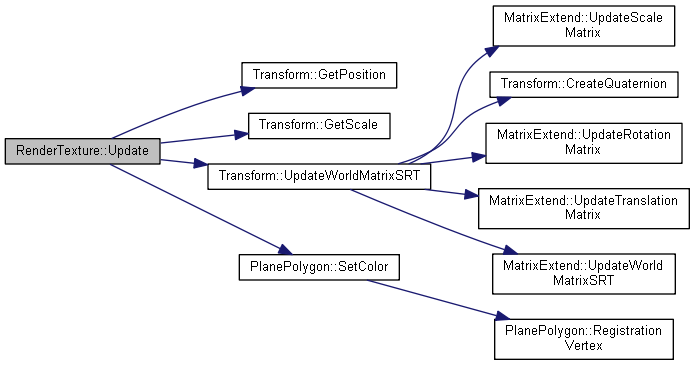 MatrixExtend::UpdateScale
Matrix
Transform::GetPosition
Transform::CreateQuaternion
Transform::GetScale
RenderTexture::Update
MatrixExtend::UpdateRotation
Matrix
Transform::UpdateWorldMatrixSRT
MatrixExtend::UpdateTranslation
Matrix
PlanePolygon::SetColor
MatrixExtend::UpdateWorld
MatrixSRT
PlanePolygon::Registration
Vertex